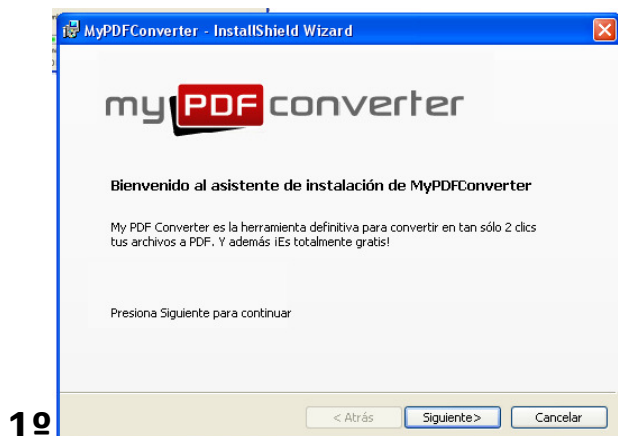 MyPDFConverter - InstallShield Wizard
my PDF converter
Bienvenido al asistente de instalación de MyPDFConverter
My PDF Converter es la herramienta definitiva para convertir en tan sólo 2 clics
tus archivos a PDF. Y además ¡Es totalmente gratis!
Presiona Siguiente para continuar
< Atrás Siguiente > Cancelar
1º